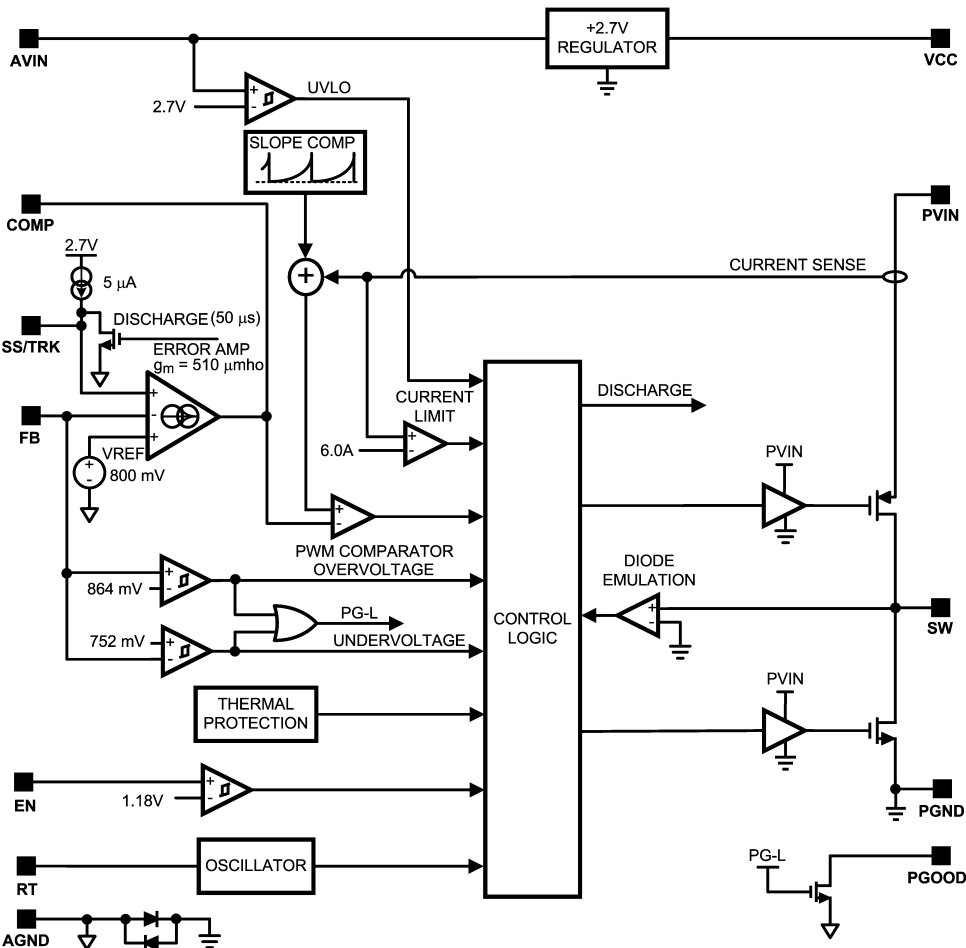 +2.7V
REGULATOR
AVIN
VCC
UVLO
+
-
2.7V
SLOPE COMP
COMP
PVIN
2.7V
5 μA
+
CURRENT SENSE
DISCHARGE (50 μs)
SS/TRK
ERROR AMP
gm = 510 μmho
+
-
+
FB
VREF
800 mV
+
-
CURRENT
LIMIT
6.0A
+
-
DISCHARGE
PVIN
+
-
PWM COMPARATOR
OVERVOLTAGE
864 mV
+
-
PG-L
752 mV
+
-
UNDERVOLTAGE
CONTROL
LOGIC
DIODE
EMULATION
+
-
SW
THERMAL
PROTECTION
PVIN
EN
1.18V
+
-
PGND
OSCILLATOR
RT
PG-L
PGOOD
AGND